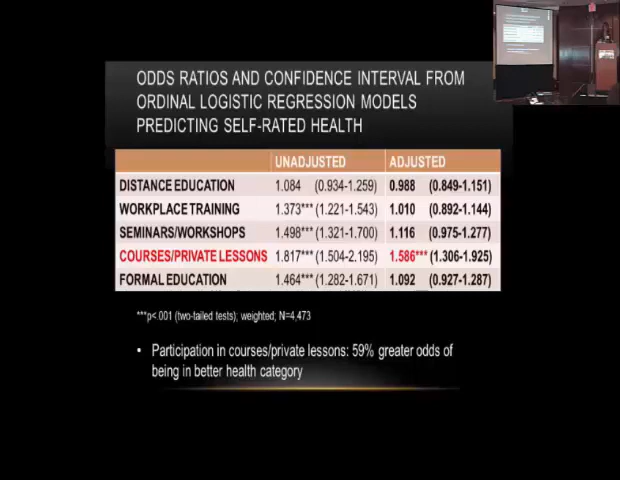 ODDS RATIOS AND CONFIDENCE INTERVAL FROM
ORDINAL LOGISTIC REGRESSION MODELS
PREDICTING SELF-RATED HEALTH
UNADJUSTED ADJUSTED
DISTANCE EDUCATION 1.084 (0.934-1.259) 0.988 (0.849-1.151)
WORKPLACE TRAINING 1.373*** (1.221-1.543) 1.010 (0.892-1.144)
SEMINARS/WORKSHOPS 1.498*** (1.321-1.700) 1.116 (0.975-1.277)
COURSES/PRIVATE LESSONS 1.817*** (1.504-2.195) 1.586*** (1.306-1.925)
FORMAL EDUCATION 1.464*** (1.282-1.671) 1.092 (0.927-1.287)
***p<.001 (two-tailed tests); weighted; N=4,473
• Participation in courses/private lessons: 59% greater odds of
being in better health category